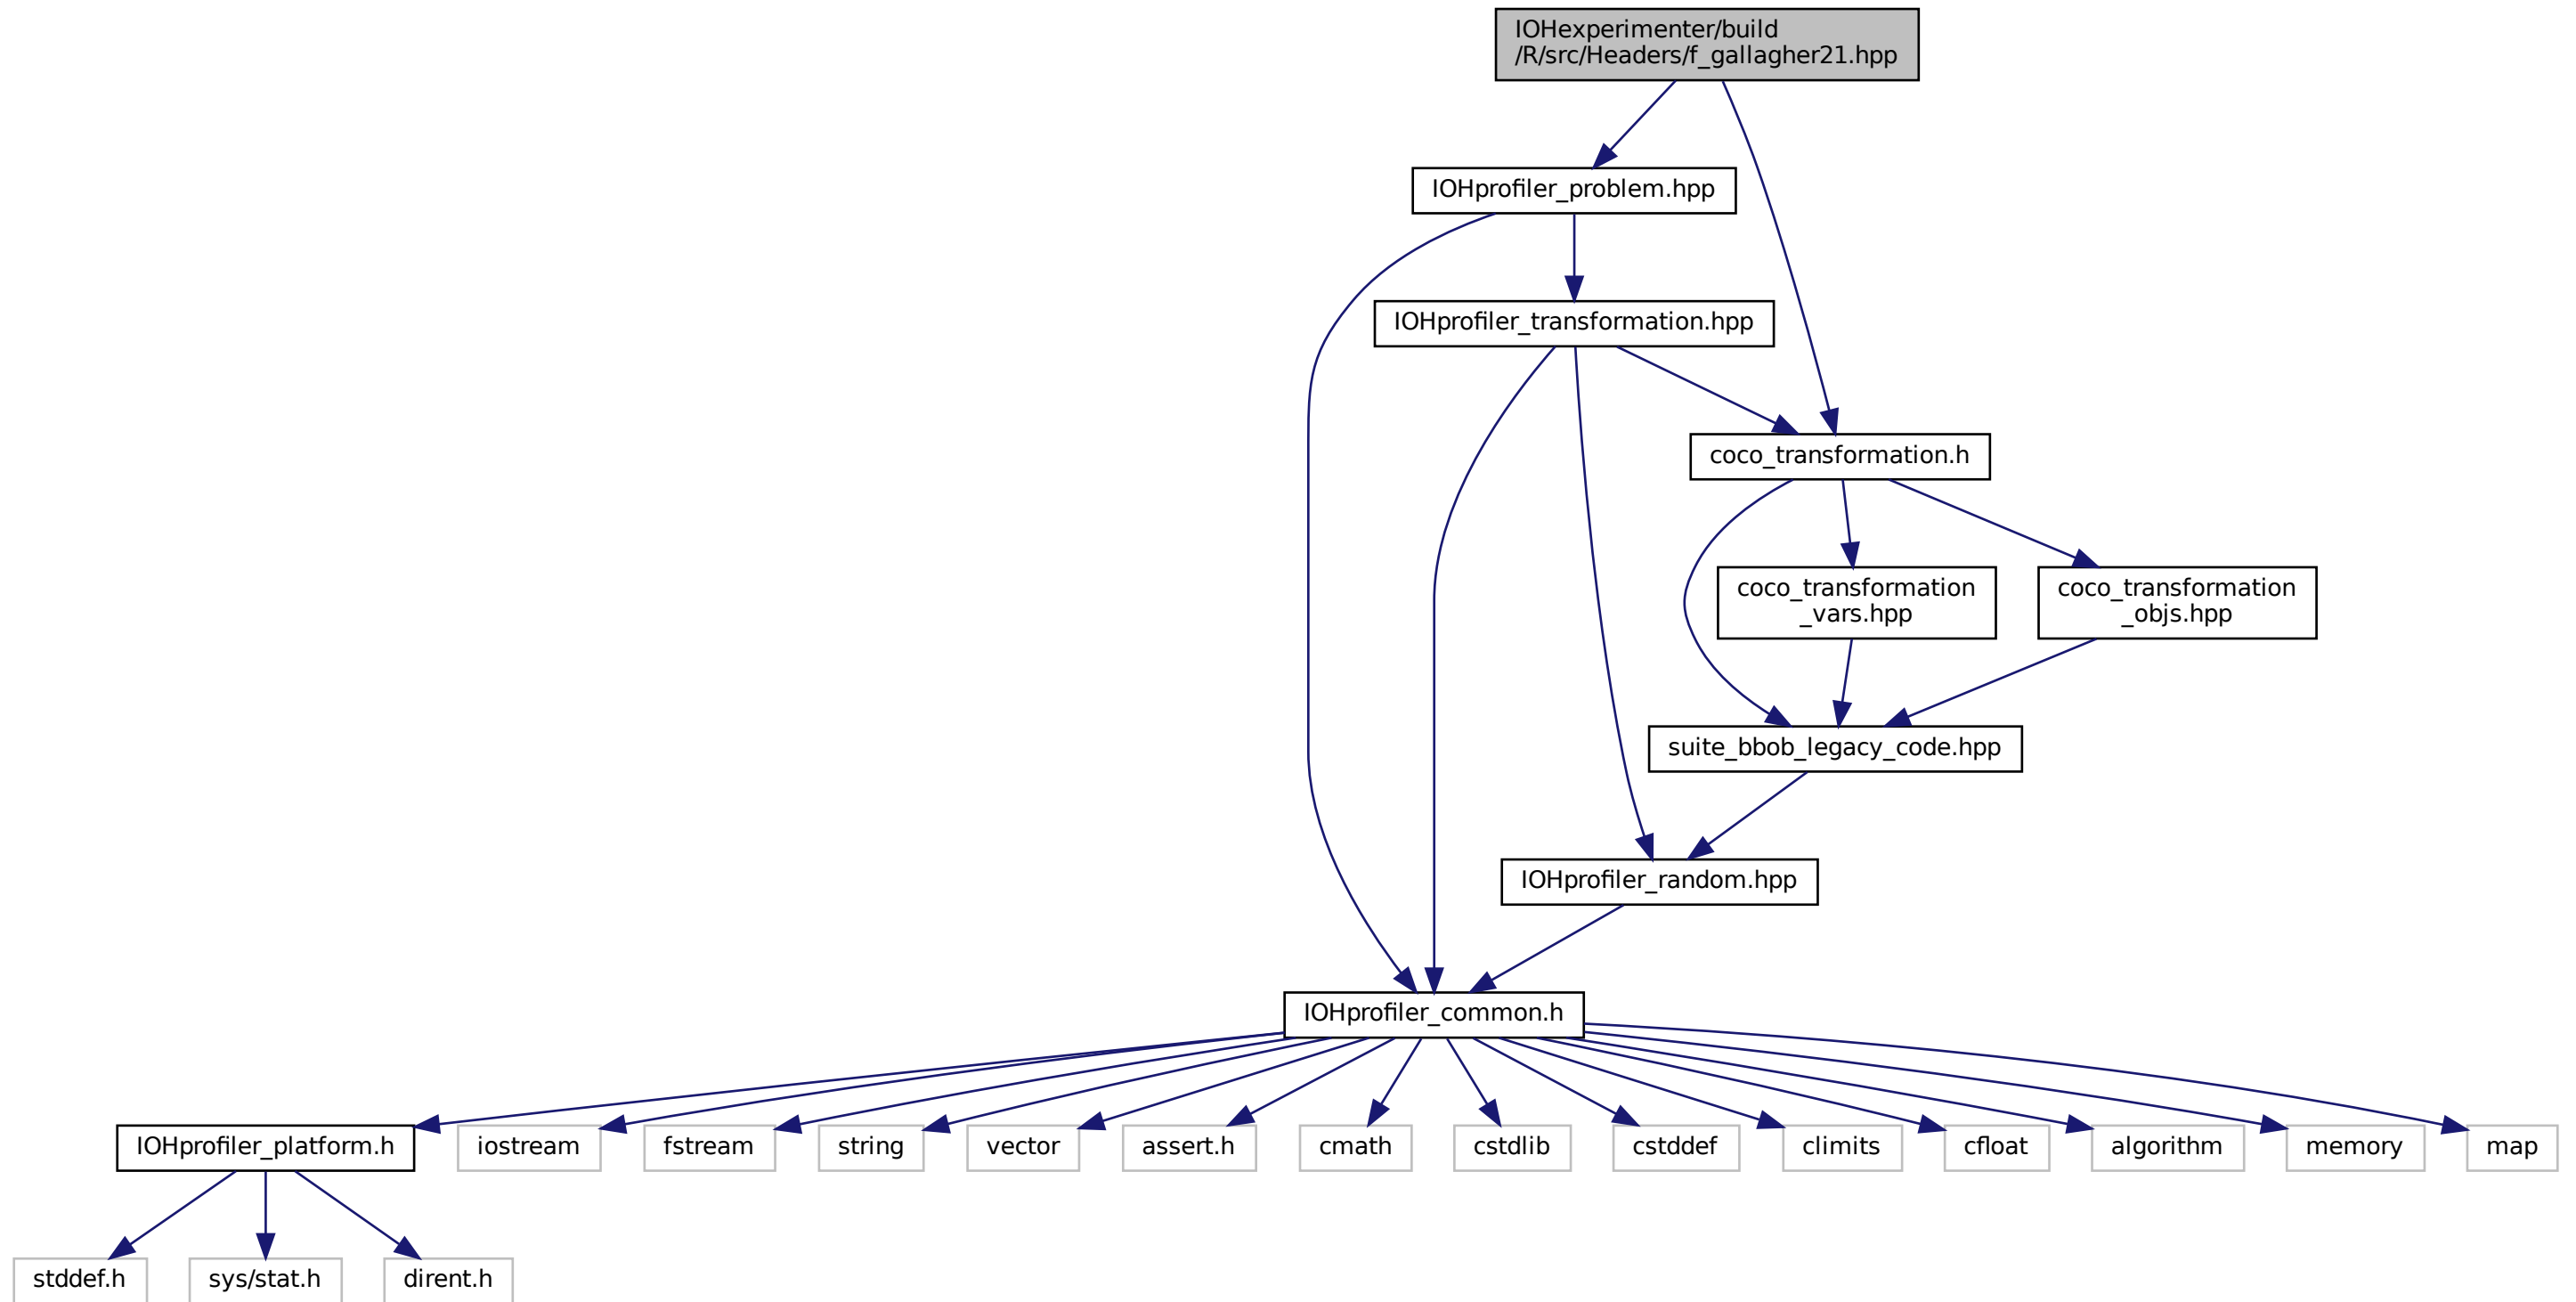 IOHexperimenter/build
/R/src/Headers/f_gallagher21.hpp
IOHprofiler_problem.hpp
IOHprofiler_transformation.hpp
coco_transformation.h
coco_transformation
_vars.hpp
coco_transformation
_objs.hpp
suite_bbob_legacy_code.hpp
IOHprofiler_random.hpp
IOHprofiler_common.h
IOHprofiler_platform.h
iostream
fstream
string
vector
assert.h
cmath
cstdlib
cstddef
climits
cfloat
algorithm
memory
map
stddef.h
sys/stat.h
dirent.h